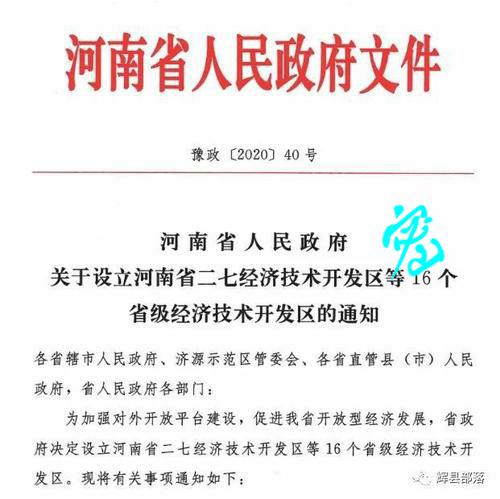 河南省人民政府文件
豫政〔2020〕40号
河南省人民政府
关于设立河南省二七经济技术开发区等16个
省级经济技术开发区的通知
各省辖市人民政府、济源示范区管委会、各省直管县（市）人民
政府，省人民政府各部门：
为加强对外开放平台建设，促进我省开放型经济发展，省政
府决定设立河南省二七经济技术开发区等16个省级经济技术开
发区。现将有关事项通知如下：
辉县部落